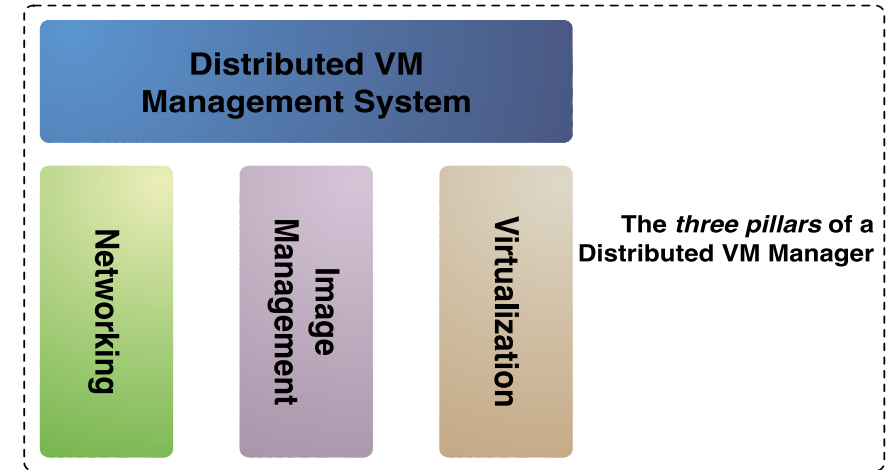 Distributed VM
Management System
Networking
Image
Management
Virtualization
The three pillars of a
Distributed VM Manager